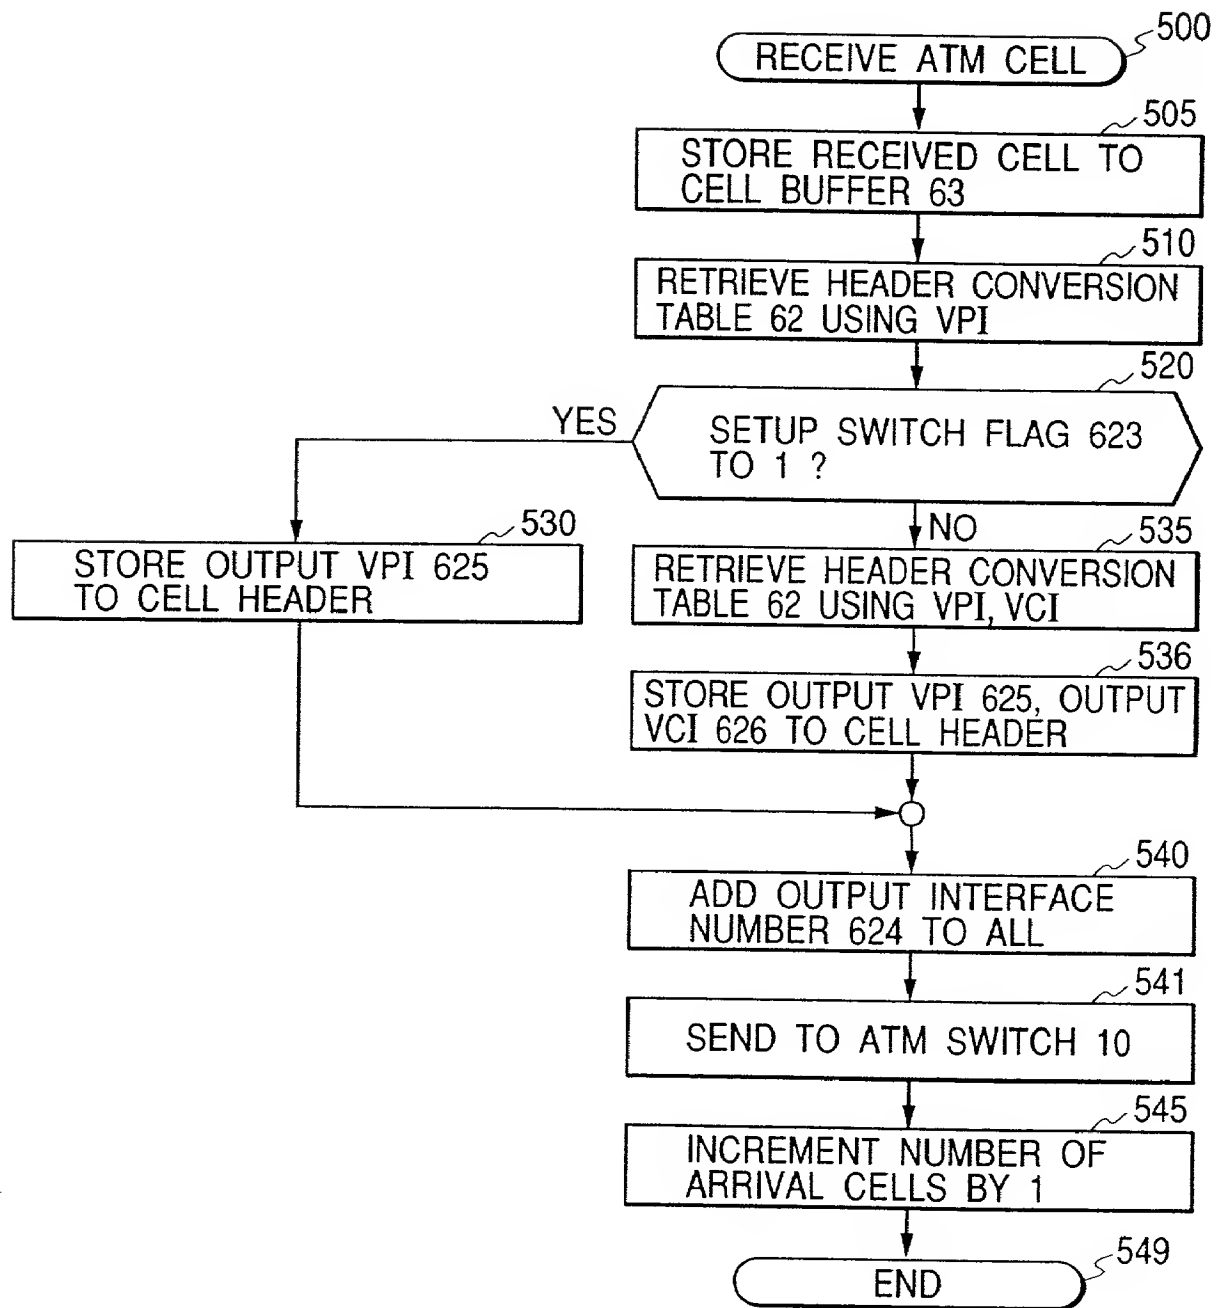 500
RECEIVE ATM CELL
505
STORE RECEIVED CELL TO
CELL BUFFER 63
510
RETRIEVE HEADER CONVERSION
TABLE 62 USING VPI
520
YES
SETUP SWITCH FLAG 623
TO 1 ?
NO
530
STORE OUTPUT VPI 625
TO CELL HEADER
535
RETRIEVE HEADER CONVERSION
TABLE 62 USING VPI, VCI
536
STORE OUTPUT VPI 625, OUTPUT
VCI 626 TO CELL HEADER
540
ADD OUTPUT INTERFACE
NUMBER 624 TO ALL
541
SEND TO ATM SWITCH 10
545
INCREMENT NUMBER OF
ARRIVAL CELLS BY 1
549
END